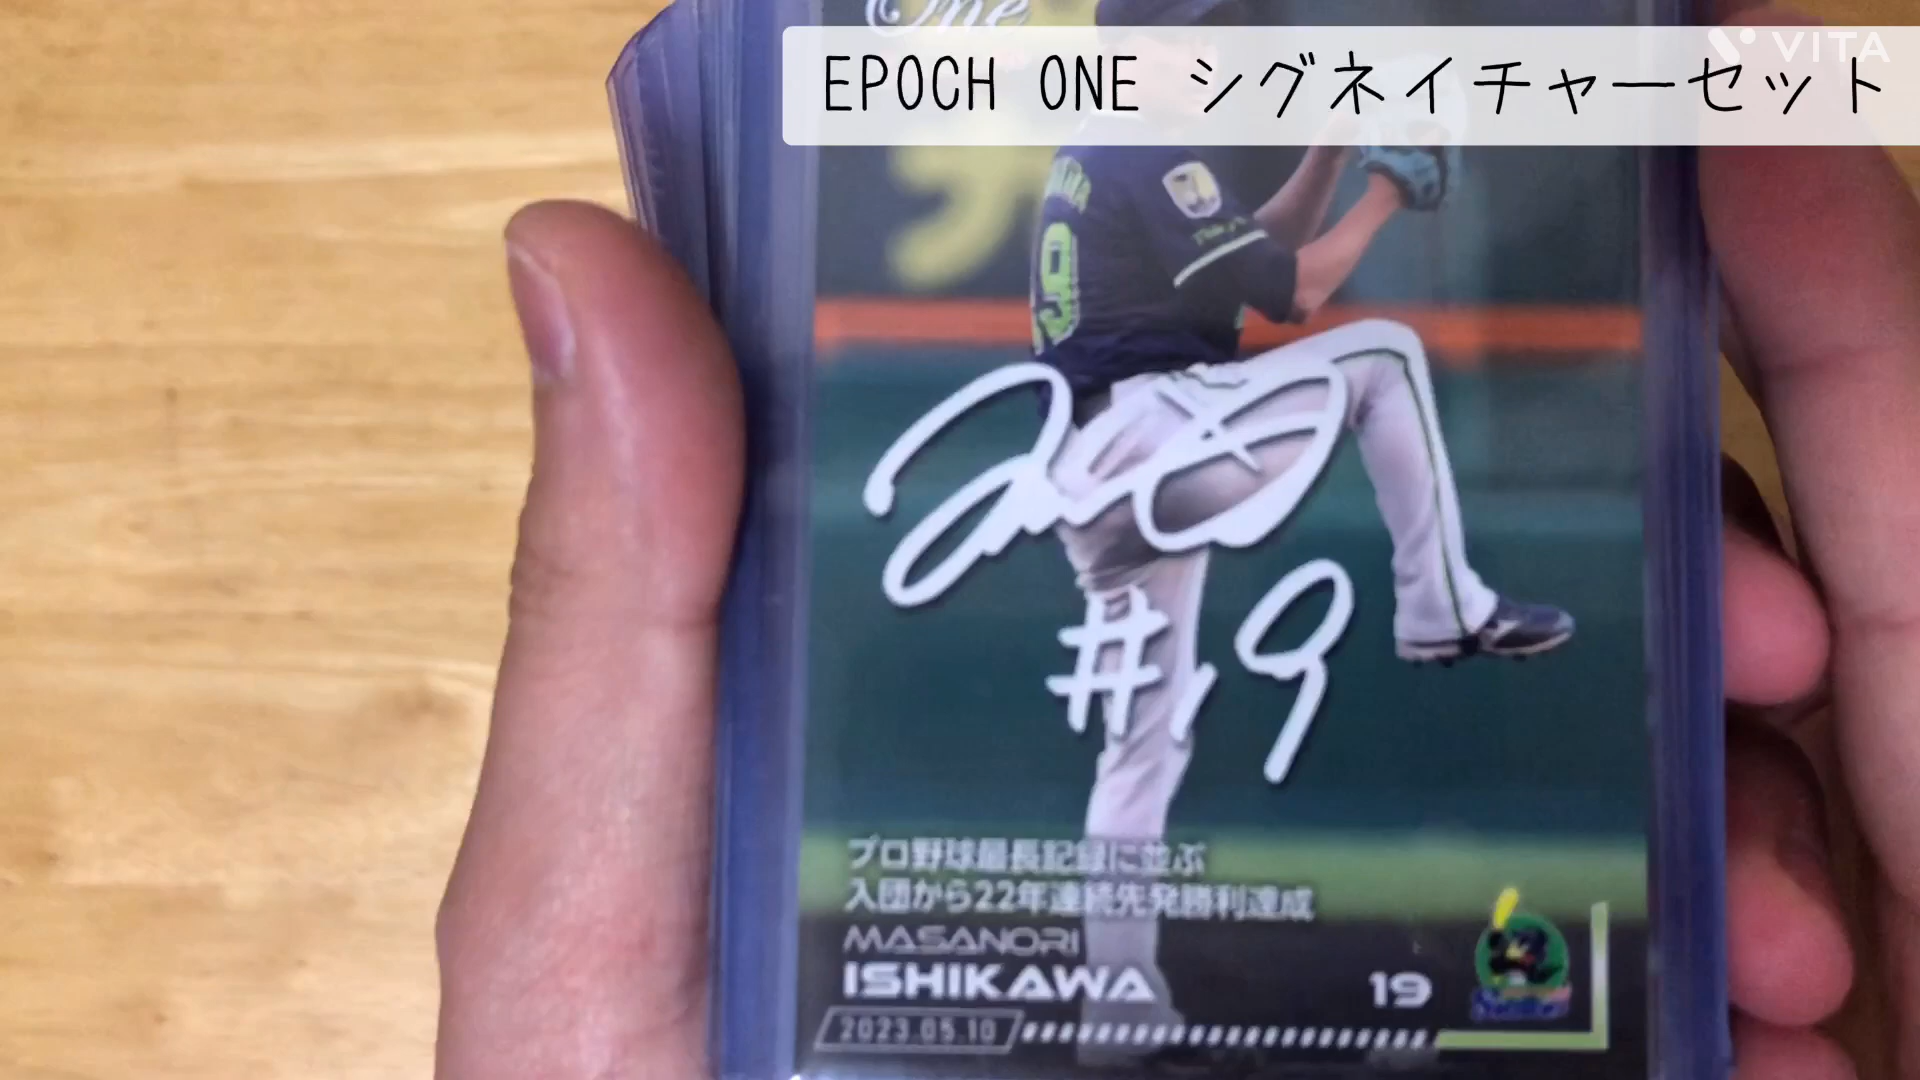 One
VITA
EPOCH ONE シグネイチャーセット
19
#19
プロ野球最長記録に並ぶ
入団から22年連続先発勝利達成
MASANORI
ISHIKAWA
19
2023.05.10